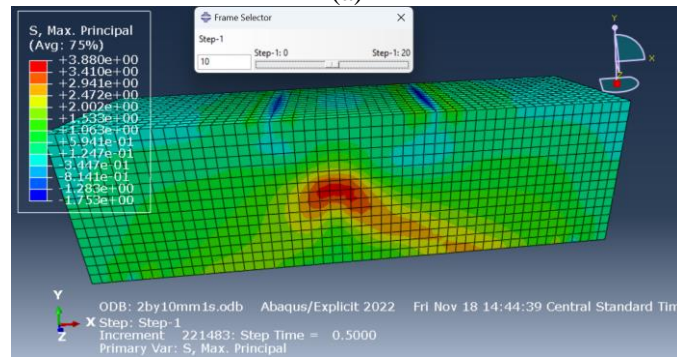 Frame Selector
Step-1
Step-1: 0 Step-1: 20
10
S, Max. Principal
(Avg: 75%)
+3.880e+00
+3.410e+00
+2.941e+00
+2.472e+00
+2.002e+00
+1.533e+00
+1.063e+00
+5.941e-01
+1.247e-01
-3.447e-01
-8.141e-01
-1.283e+00
-1.753e+00
Y
X
Y
X
Z
ODB: 2by10mm1s.odb Abaqus/Explicit 2022 Fri Nov 18 14:44:39 Central Standard Tim
Step: Step-1
Increment 221483: Step Time = 0.5000
Primary Var: S, Max. Principal